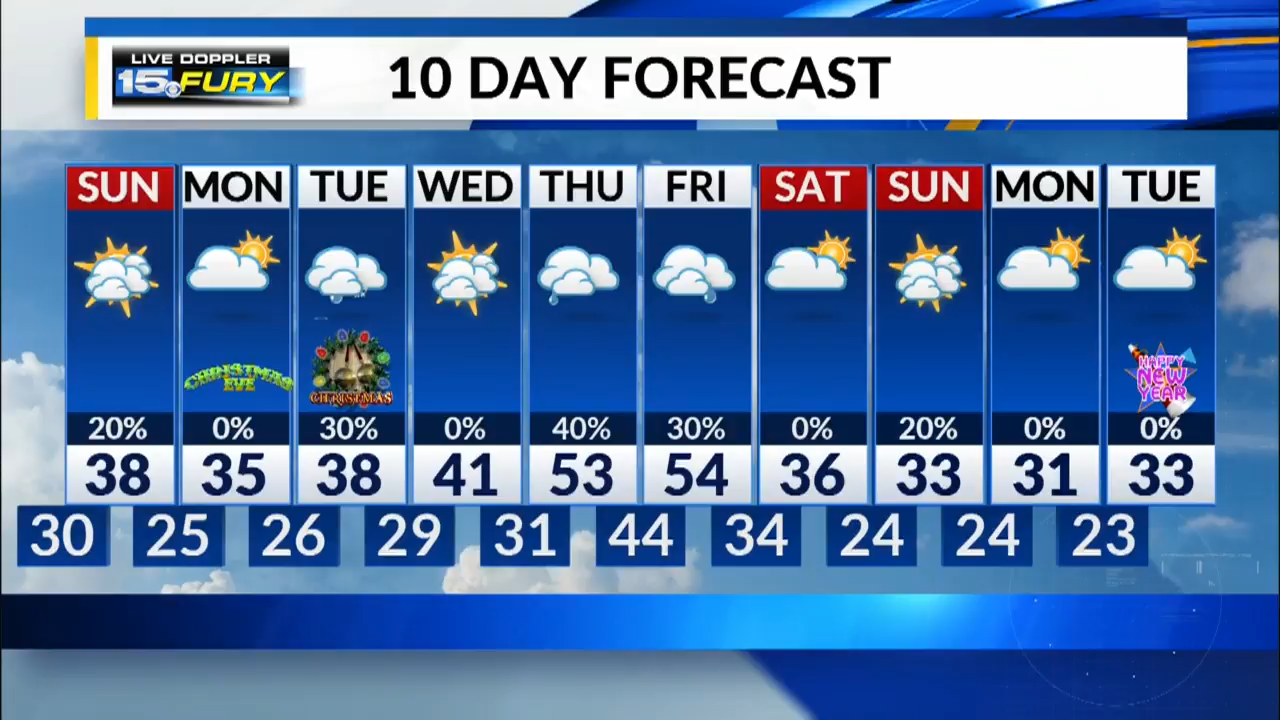 LIVE DOPPLER
15 FURY
10 DAY FORECAST
SUN MON TUE WED THU FRI SAT SUN MON TUE
CHRISTMAS
EVE
CHRISTMAS
HAPPY
NEW
YEAR
20% 0% 30% 0% 40% 30% 0% 20% 0% 0%
38 35 38 41 53 54 36 33 31 33
30 25 26 29 31 44 34 24 24 23